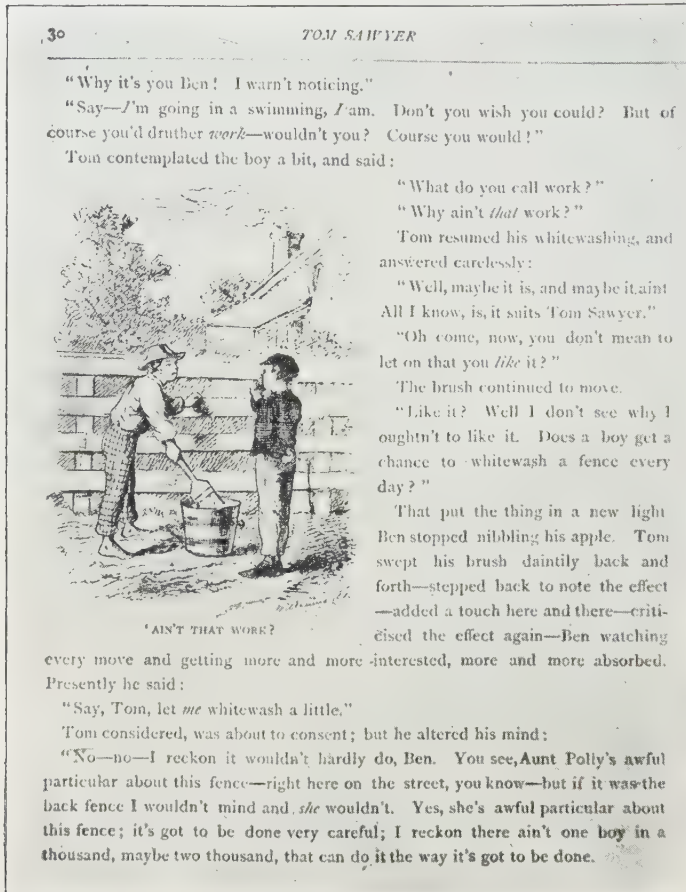 30
TOM SAWYER
"Why it's you Ben! I warn't noticing."
"Say—I'm going in a swimming, I am. Don't you wish you could? But of
course you'd druther work—wouldn't you? Course you would!"
Tom contemplated the boy a bit, and said:
"What do you call work?"
"Why ain't that work?"
Tom resumed his whitewashing, and
answered carelessly:
"Well, maybe it is, and maybe it aint
All I know, is, it suits Tom Sawyer."
"Oh come, now, you don't mean to
let on that you like it?"
The brush continued to move.
"Like it? Well I don't see why I
oughtn't to like it. Does a boy get a
chance to whitewash a fence every
day?"
That put the thing in a new light
Ben stopped nibbling his apple. Tom
swept his brush daintily back and
forth—stepped back to note the effect
—added a touch here and there—criti-
cised the effect again—Ben watching
'AIN'T THAT WORK?
every move and getting more and more interested, more and more absorbed.
Presently he said:
"Say, Tom, let me whitewash a little."
Tom considered, was about to consent; but he altered his mind:
"No—no—I reckon it wouldn't hardly do, Ben. You see, Aunt Polly's awful
particular about this fence—right here on the street, you know—but if it was the
back fence I wouldn't mind and she wouldn't. Yes, she's awful particular about
this fence; it's got to be done very careful; I reckon there ain't one boy in a
thousand, maybe two thousand, that can do it the way it's got to be done.